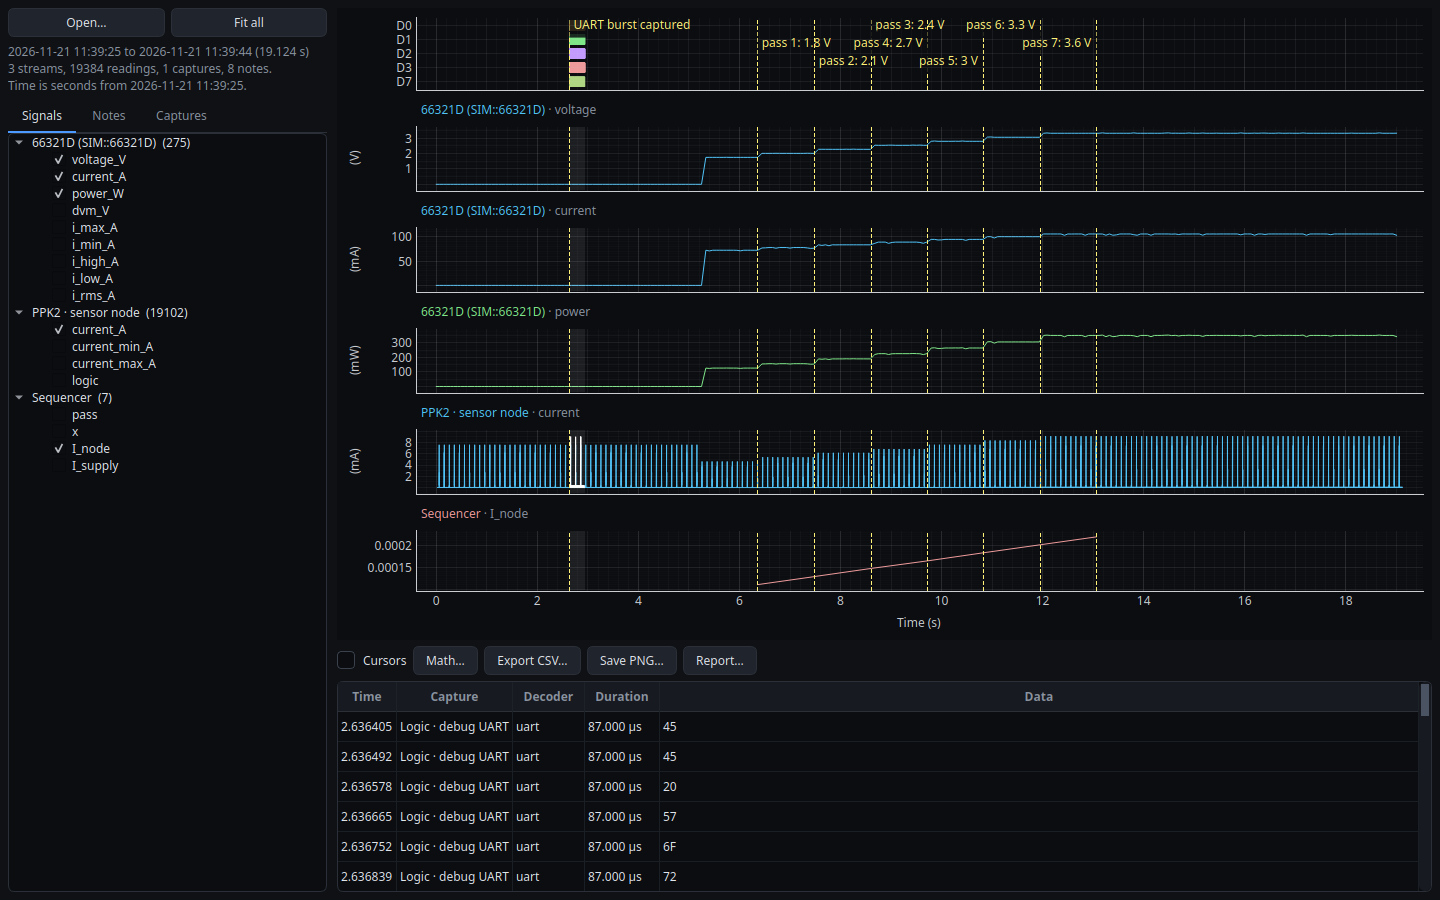 Open...
Fit all
2026-11-21 11:39:25 to 2026-11-21 11:39:44 (19.124 s)
3 streams, 19384 readings, 1 captures, 8 notes.
Time is seconds from 2026-11-21 11:39:25.
Signals Notes Captures
66321D (SIM::66321D) (275)
✓ voltage_V
✓ current_A
✓ power_W
dvm_V
i_max_A
i_min_A
i_high_A
i_low_A
i_rms_A
PPK2 · sensor node (19102)
✓ current_A
current_min_A
current_max_A
logic
Sequencer (7)
pass
x
✓ I_node
I_supply
D0
D1
D2
D3
D7
UART burst captured
pass 3: 2.4 V
pass 6: 3.3 V
pass 1: 1.8 V
pass 4: 2.7 V
pass 7: 3.6 V
pass 2: 2.1 V
pass 5: 3 V
66321D (SIM::66321D) · voltage
(V)
3
2
1
66321D (SIM::66321D) · current
(mA)
100
50
66321D (SIM::66321D) · power
(mW)
300
200
100
PPK2 · sensor node · current
(mA)
8
6
4
2
Sequencer · I_node
0.0002
0.00015
0 2 4 6 8 10 12 14 16 18
Time (s)
Cursors Math... Export CSV... Save PNG... Report...
Time Capture Decoder Duration Data
2.636405 Logic · debug UART uart 87.000 µs 45
2.636492 Logic · debug UART uart 87.000 µs 45
2.636578 Logic · debug UART uart 87.000 µs 20
2.636665 Logic · debug UART uart 87.000 µs 57
2.636752 Logic · debug UART uart 87.000 µs 6F
2.636839 Logic · debug UART uart 87.000 µs 72